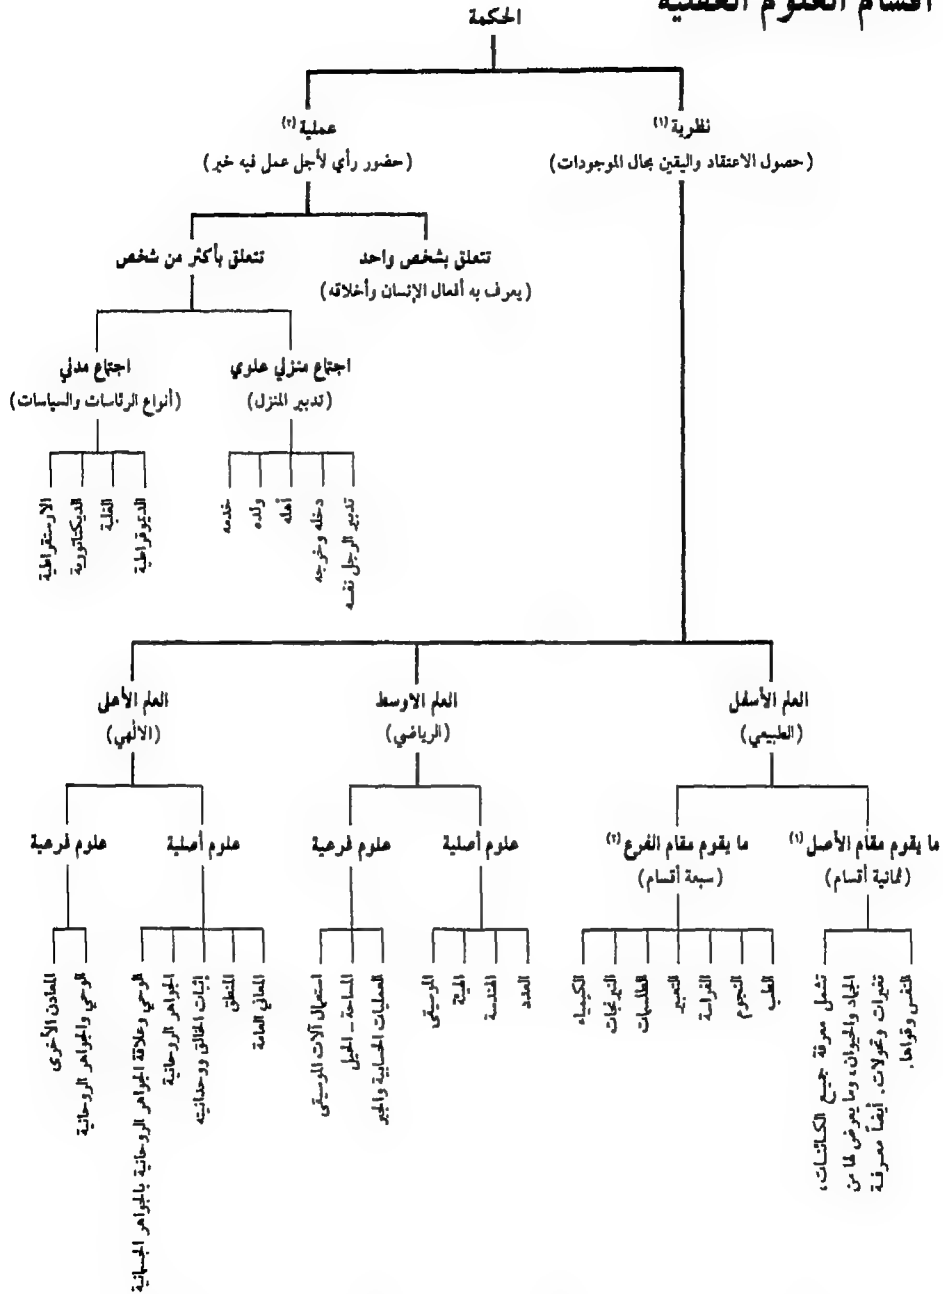 أقسام العلوم العقلية
الحكمة
نظرية (١)
(حصول الاعتقاد واليقين بحال الموجودات)
عملية (٢)
(حضور رأي لأجل عمل فيه خير)
تتعلق بشخص واحد
(يعرف به أفعال الإنسان وأخلاقه)
تتعلق بأكثر من شخص
اجتماع منزلي علوي
(تدبير المنزل)
اجتماع مدني
(أنواع الرئاسات والسياسات)
تدبير الرجل نفسه
دخله وخرجه
أهله
ولده
خدمه
الديموقراطية
الغلبة
الديكتاتورية
الارستقراطية
العلم الأسفل
(الطبيعي)
العلم الاوسط
(الرياضي)
العلم الأعلى
(الالهي)
ما يقوم مقام الأصل (١)
(ثمانية أقسام)
ما يقوم مقام الفرع (٢)
(سبعة أقسام)
علوم أصلية
علوم فرعية
علوم أصلية
علوم فرعية
تشمل معرفة جميع الكائنات،
الجماد والحيوان، وما يعرض لها من
تغيرات وتحولات. أيضاً معرفة
النفس وقواها.
الطب
النجوم
الفراسة
التعبير
الطلسمات
النيرنجات
الكيمياء
العدد
الهندسة
الهيئة
الموسيقى
العمليات الحسابية والجبر
المساحة - الحيل
استعمال آلات الموسيقى
المعاني العامة
المنطق
إثبات الخالق ووحدانيته
الجواهر الروحانية
الوحي وعلاقة الجواهر الروحانية بالجواهر الجسمانية
الوحي والجواهر الروحانية
المعادن الأخرى